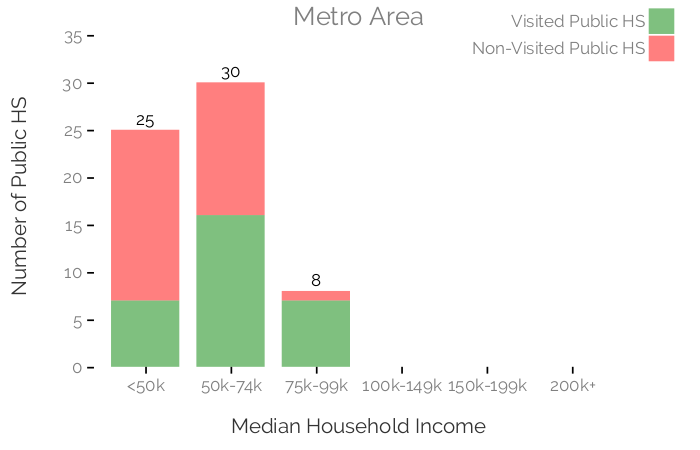 Metro Area
Visited Public HS
Non-Visited Public HS
Number of Public HS
35
30
25
20
15
10
5
0
25
30
8
<50k
50k-74k
75k-99k
100k-149k
150k-199k
200k+
Median Household Income